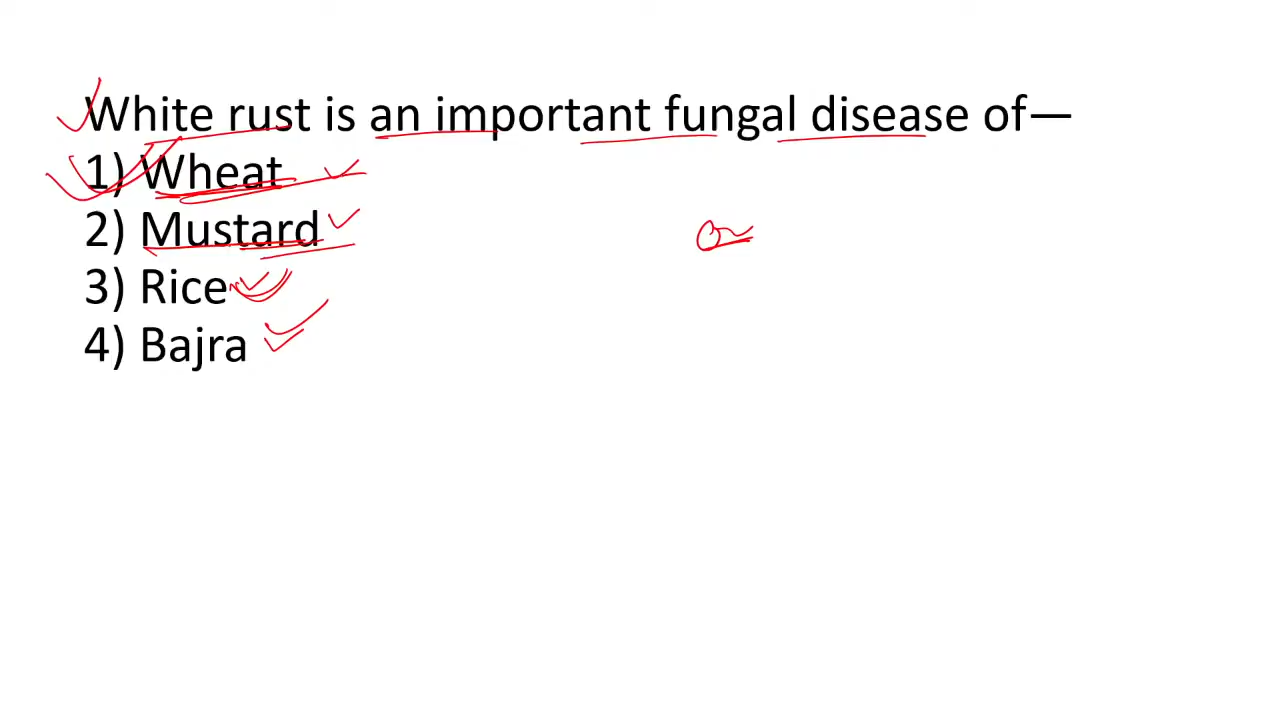 White rust is an important fungal disease of—
1) Wheat
2) Mustard
3) Rice
4) Bajra